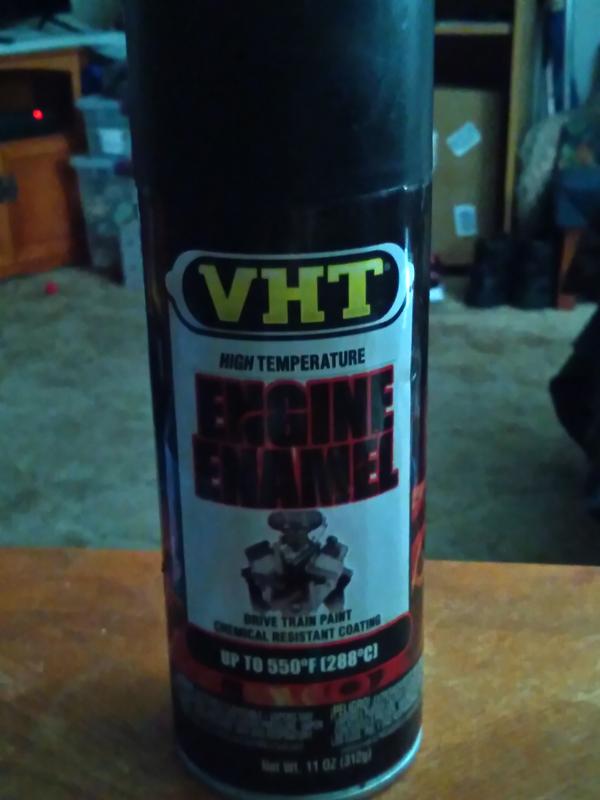 VHT
HIGH TEMPERATURE
ENGINE
ENAMEL
DRIVE TRAIN PAINT
CHEMICAL RESISTANT COATING
UP TO 550°F (288°C)
PELIGRO
Net Wt. 11 OZ (312g)